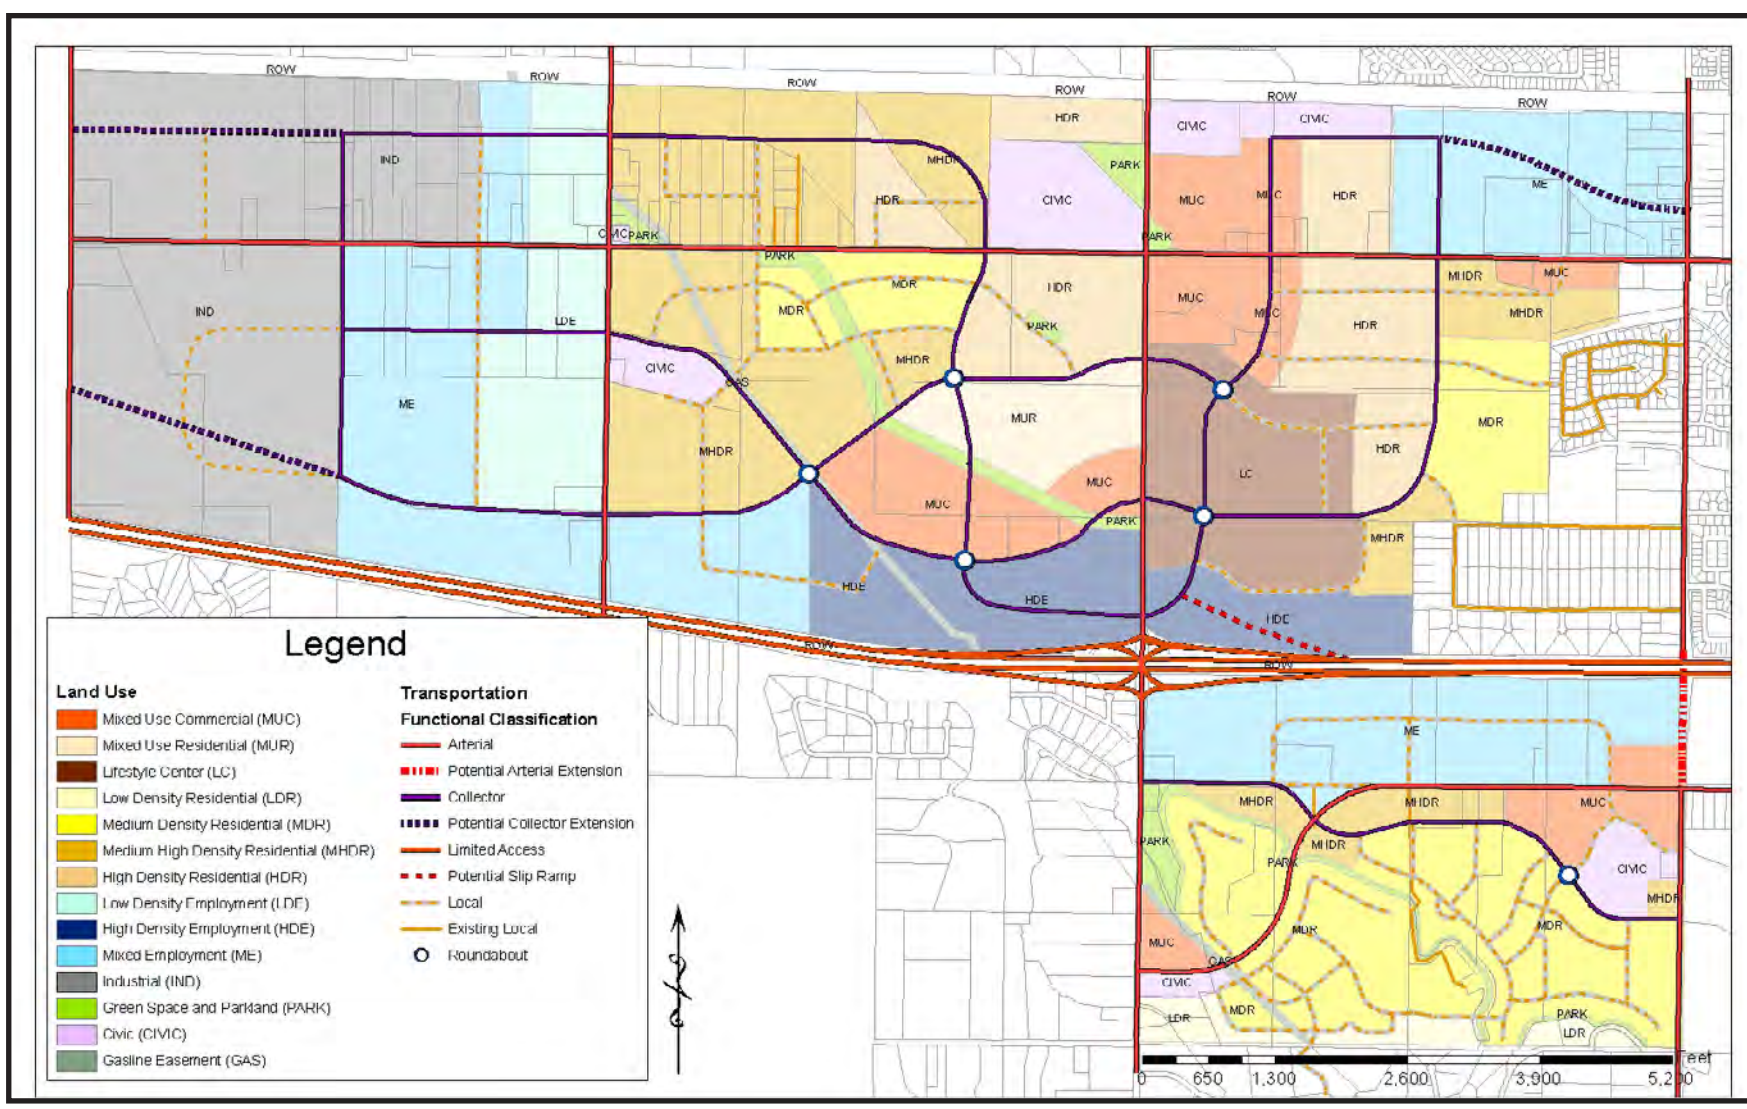 ROW
ROW
ROW
ROW
ROW
ROW
HDR
CIVIC
CIVIC
IND
MHDR
PARK
ME
HDR
CIVIC
MUC
MUC
HDR
CIVIC PARK
PARK
PARK
MDR
HDR
MHDR
MUC
IND
LDE
MDR
PARK
MUC
MUC
HDR
MHDR
CIVIC
GAS
MHDR
ME
MUR
MDR
MHDR
HDR
LC
MUC
MUC
PARK
MHDR
HDE
HDE
HDE
ROW
ROW
Legend
Land Use
Mixed Use Commercial (MUC)
Mixed Use Residential (MUR)
Lifestyle Center (LC)
Low Density Residential (LDR)
Medium Density Residential (MDR)
Medium High Density Residential (MHDR)
High Density Residential (HDR)
Low Density Employment (LDE)
High Density Employment (HDE)
Mixed Employment (ME)
Industrial (IND)
Green Space and Parkland (PARK)
Civic (CIVIC)
Gasline Easement (GAS)
Transportation
Functional Classification
Arterial
Potential Arterial Extension
Collector
Potential Collector Extension
Limited Access
Potential Slip Ramp
Local
Existing Local
Roundabout
ME
MHDR
MHDR
MUC
PARK
MHDR
PARK
CIVIC
MHDR
MUC
MDR
MDR
GAS
CIVIC
MDR
LDR
PARK
LDR
Feet
0 650 1,300 2,600 3,900 5,200